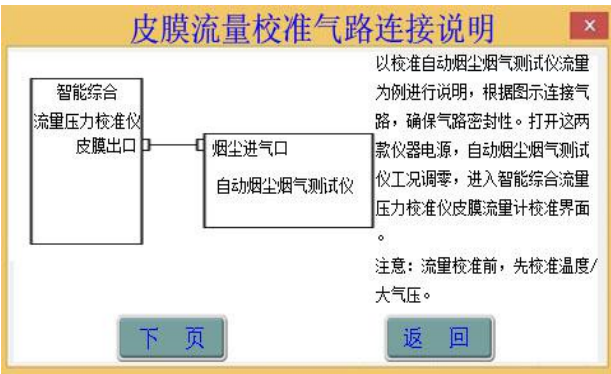 皮膜流量校准气路连接说明
智能综合
流量压力校准仪
皮膜出口
烟尘进气口
自动烟尘烟气测试仪
以校准自动烟尘烟气测试仪流量
为例进行说明，根据图示连接气
路，确保气路密封性。打开这两
款仪器电源，自动烟尘烟气测试
仪工况调零，进入智能综合流量
压力校准仪皮膜流量计校准界面
。
注意：流量校准前，先校准温度/
大气压。
下 页
返 回